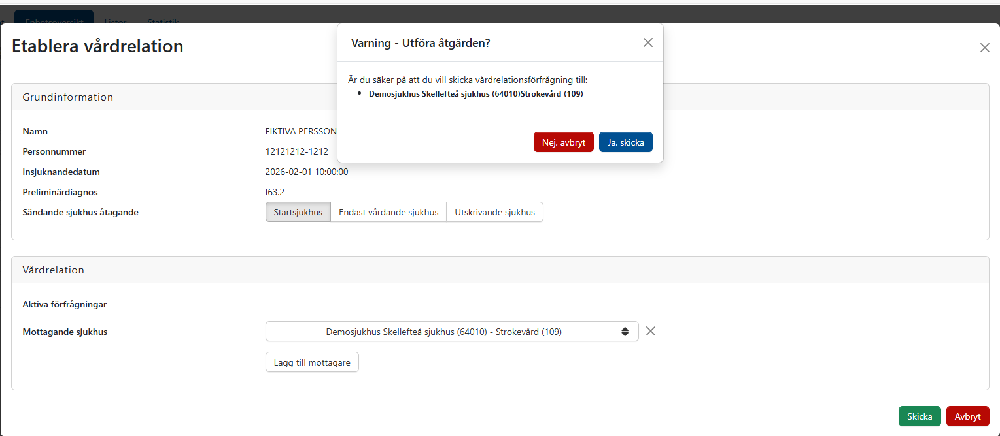 Enhetsöversikt Listor Statistik
Etablera vårdrelation
Varning - Utföra åtgärden?
Är du säker på att du vill skicka vårdrelationsförfrågning till:
Demosjukhus Skellefteå sjukhus (64010)Strokevård (109)
Nej, avbryt Ja, skicka
Grundinformation
Namn FIKTIVA PERSSON
Personnummer 12121212-1212
Insjuknandedatum 2026-02-01 10:00:00
Preliminärdiagnos I63.2
Sändande sjukhus åtagande Startsjukhus Endast vårdande sjukhus Utskrivande sjukhus
Vårdrelation
Aktiva förfrågningar
Mottagande sjukhus Demosjukhus Skellefteå sjukhus (64010) - Strokevård (109)
Lägg till mottagare
Skicka Avbryt